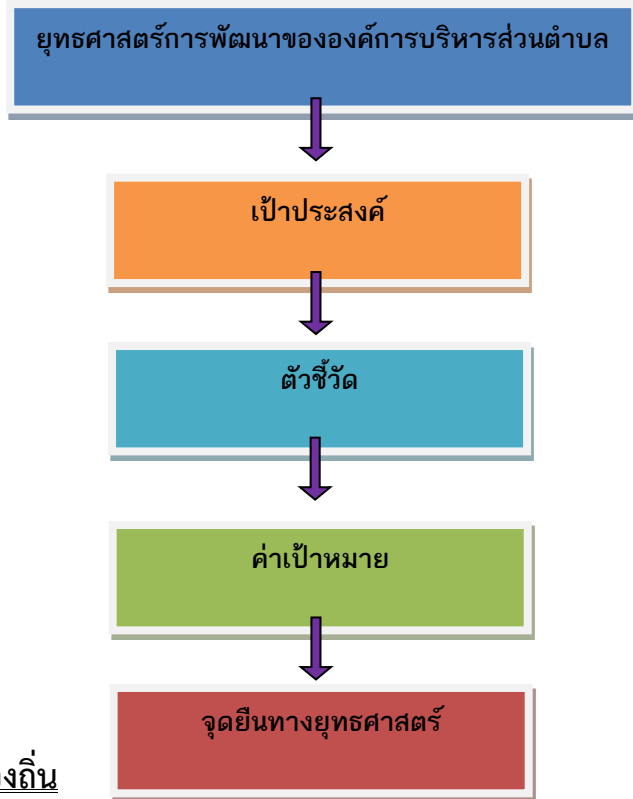 ยุทธศาสตร์การพัฒนาขององค์การบริหารส่วนตำบล
เป้าประสงค์
ตัวชี้วัด
ค่าเป้าหมาย
จุดยืนทางยุทธศาสตร์